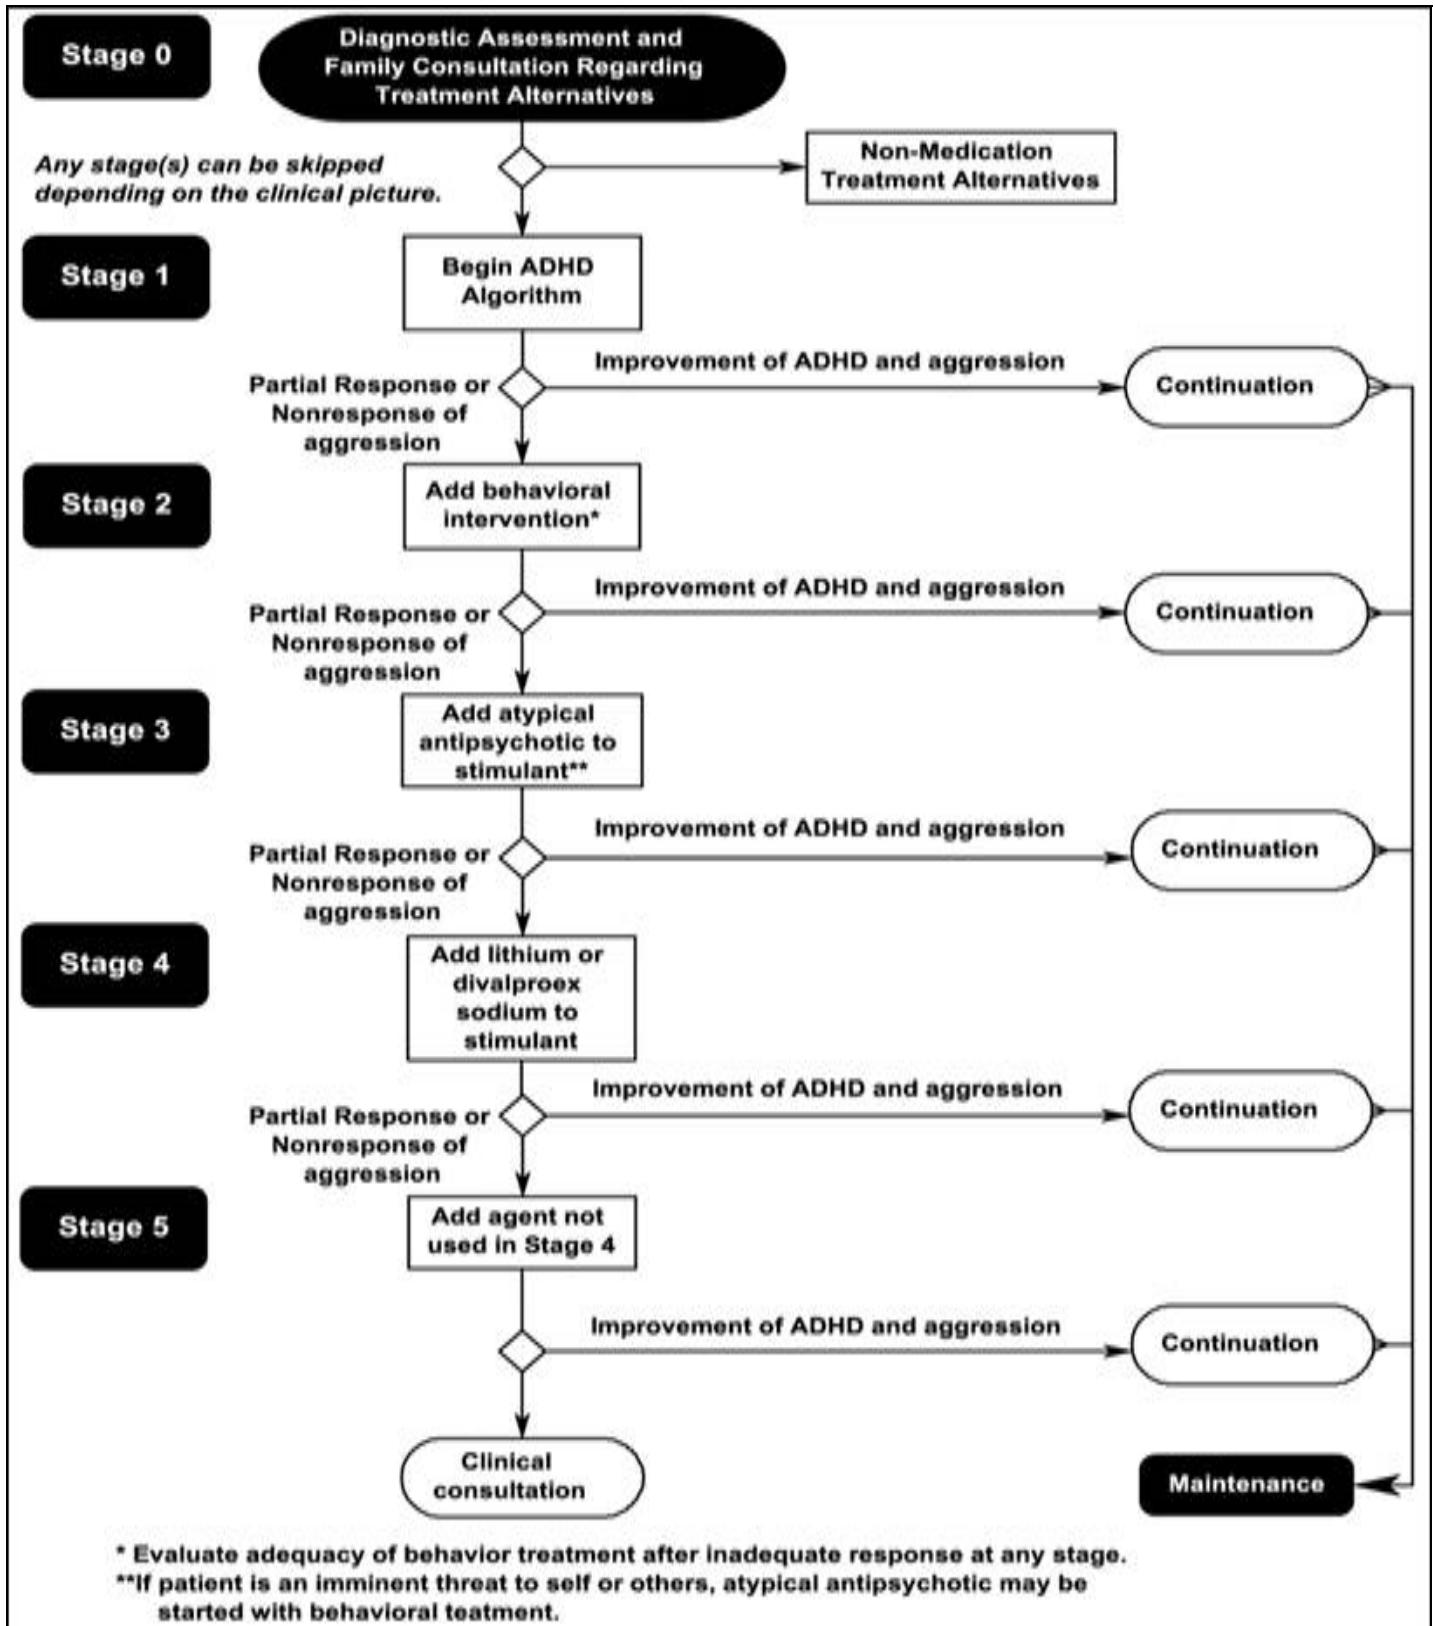 Stage 0
Diagnostic Assessment and
Family Consultation Regarding
Treatment Alternatives
Any stage(s) can be skipped
depending on the clinical picture.
Non-Medication
Treatment Alternatives
Stage 1
Begin ADHD
Algorithm
Improvement of ADHD and aggression
Continuation
Partial Response or
Nonresponse of
aggression
Stage 2
Add behavioral
intervention*
Improvement of ADHD and aggression
Continuation
Partial Response or
Nonresponse of
aggression
Stage 3
Add atypical
antipsychotic to
stimulant**
Improvement of ADHD and aggression
Continuation
Partial Response or
Nonresponse of
aggression
Stage 4
Add lithium or
divalproex
sodium to
stimulant
Improvement of ADHD and aggression
Continuation
Partial Response or
Nonresponse of
aggression
Stage 5
Add agent not
used in Stage 4
Improvement of ADHD and aggression
Continuation
Clinical
consultation
Maintenance
* Evaluate adequacy of behavior treatment after inadequate response at any stage.
**If patient is an imminent threat to self or others, atypical antipsychotic may be
started with behavioral teatment.